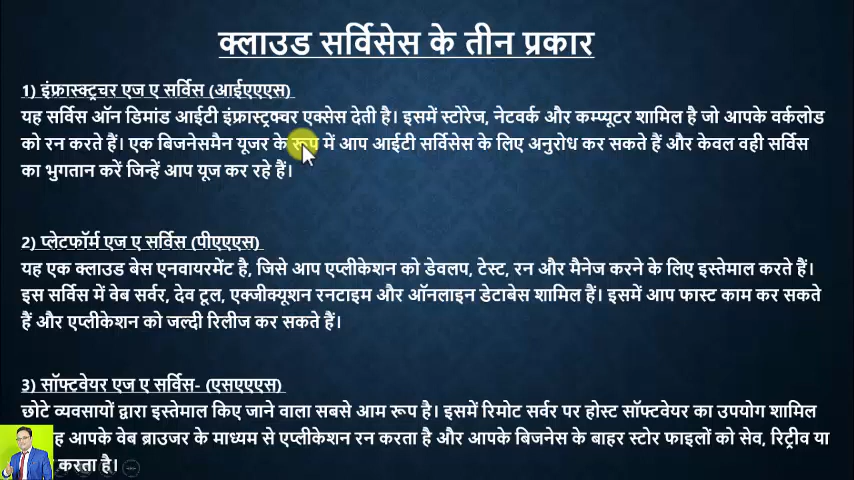 क्लाउड सर्विसेस के तीन प्रकार
1) इंफ्रास्क्ट्रचर एज ए सर्विस (आईएएएस)
यह सर्विस ऑन डिमांड आईटी इंफ्रास्ट्रक्चर एक्सेस देती है। इसमें स्टोरेज, नेटवर्क और कम्प्यूटर शामिल है जो आपके वर्कलोड
को रन करते हैं। एक बिजनेसमैन यूजर के रूप में आप आईटी सर्विसेस के लिए अनुरोध कर सकते हैं और केवल वही सर्विस
का भुगतान करें जिन्हें आप यूज कर रहे हैं।
2) प्लेटफॉर्म एज ए सर्विस (पीएएएस)
यह एक क्लाउड बेस एनवायरमेंट है, जिसे आप एप्लीकेशन को डेवलप, टेस्ट, रन और मैनेज करने के लिए इस्तेमाल करते हैं।
इस सर्विस में वेब सर्वर, देव टूल, एक्जीक्यूशन रनटाइम और ऑनलाइन डेटाबेस शामिल हैं। इसमें आप फास्ट काम कर सकते
हैं और एप्लीकेशन को जल्दी रिलीज कर सकते हैं।
3) सॉफ्टवेयर एज ए सर्विस- (एसएएएस)
छोटे व्यवसायों द्वारा इस्तेमाल किए जाने वाला सबसे आम रूप है। इसमें रिमोट सर्वर पर होस्ट सॉफ्टवेयर का उपयोग शामिल
आपके वेब ब्राउजर के माध्यम से एप्लीकेशन रन करता है और आपके बिजनेस के बाहर स्टोर फाइलों को सेव, रिट्रीव या
करता है।